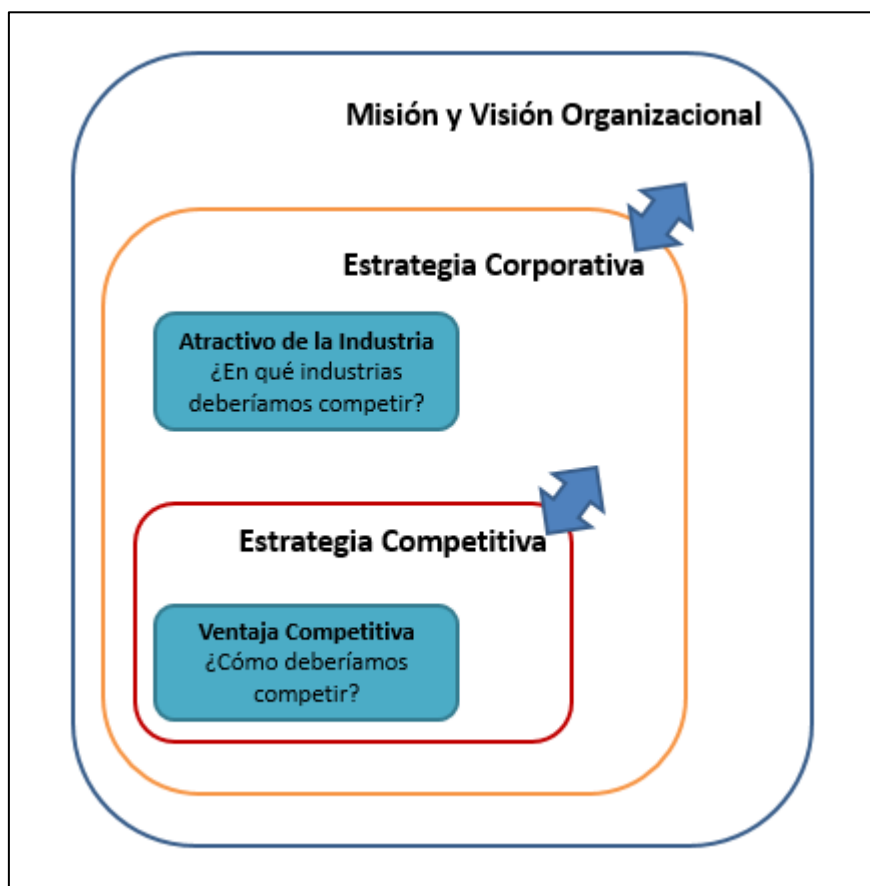 Misión y Visión Organizacional
Estrategia Corporativa
Atractivo de la Industria
¿En qué industrias
deberíamos competir?
Estrategia Competitiva
Ventaja Competitiva
¿Cómo deberíamos
competir?